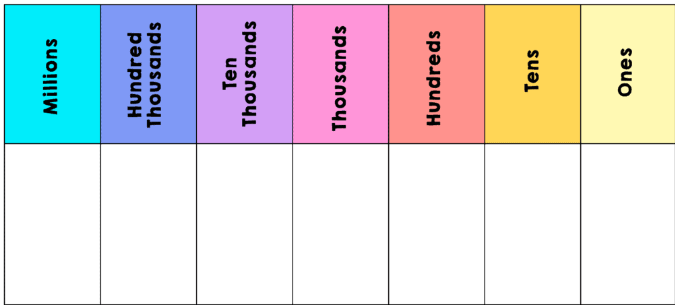 Millions
Hundred
Thousands
Ten
Thousands
Thousands
Hundreds
Tens
Ones